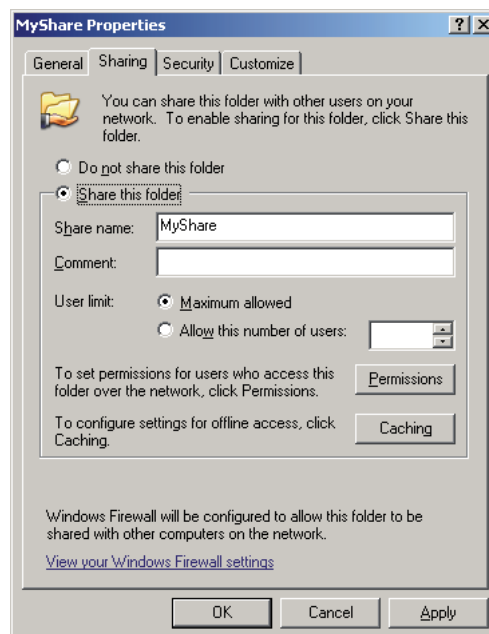 MyShare Properties
General Sharing Security Customize
You can share this folder with other users on your
network. To enable sharing for this folder, click Share this
folder.
Do not share this folder
Share this folder
Share name: MyShare
Comment:
User limit: Maximum allowed
Allow this number of users:
To set permissions for users who access this
folder over the network, click Permissions. Permissions
To configure settings for offline access, click
Caching. Caching
Windows Firewall will be configured to allow this folder to be
shared with other computers on the network.
View your Windows Firewall settings
OK Cancel Apply